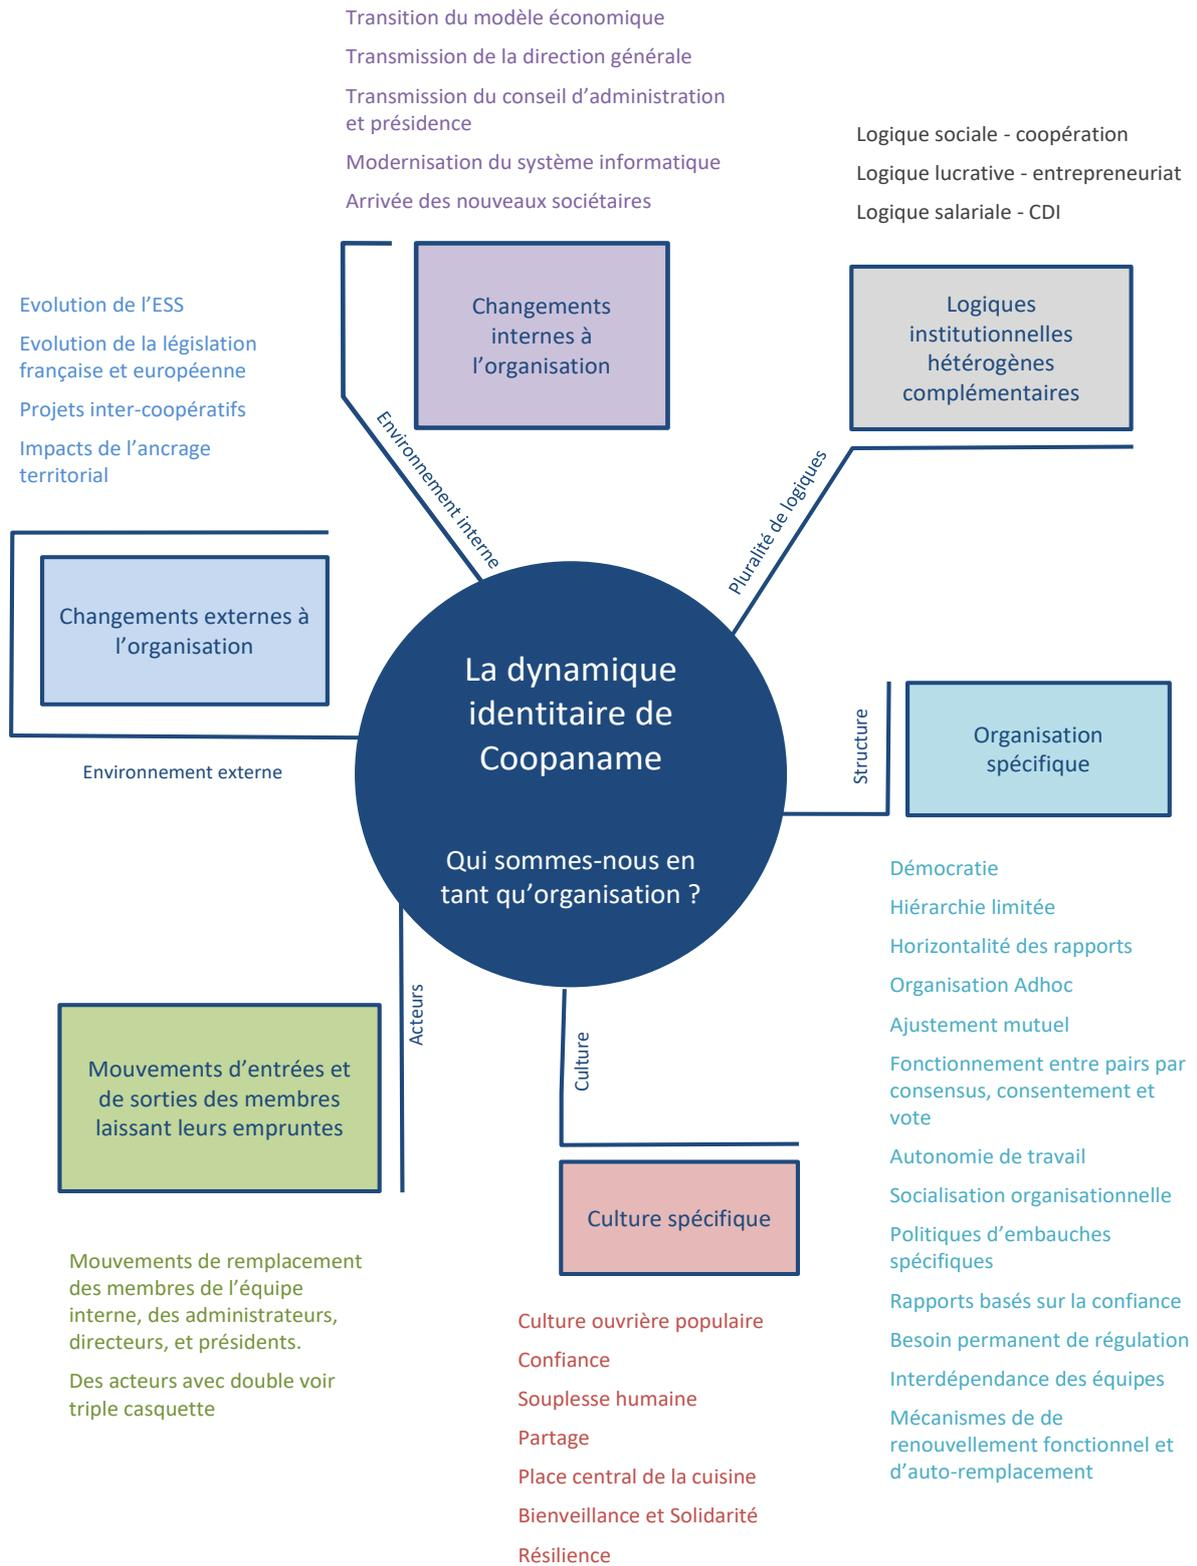 Transition du modèle économique
Transmission de la direction générale
Transmission du conseil d'administration
et présidence
Modernisation du système informatique
Arrivée des nouveaux sociétaires
Logique sociale - coopération
Logique lucrative - entrepreneuriat
Logique salariale - CDI
Changements
internes à
l'organisation
Logiques
institutionnelles
hétérogènes
complémentaires
Evolution de l'ESS
Evolution de la législation
française et européenne
Projets inter-coopératifs
Impacts de l'ancrage
territorial
Environnement interne
Pluralité de logiques
Changements externes à
l'organisation
Environnement externe
La dynamique
identitaire de
Coopaname
Qui sommes-nous en
tant qu'organisation ?
Structure
Organisation
spécifique
Démocratie
Hiérarchie limitée
Horizontalité des rapports
Organisation Adhoc
Ajustement mutuel
Fonctionnement entre pairs par
consensus, consentement et
vote
Autonomie de travail
Socialisation organisationnelle
Politiques d'embauches
spécifiques
Rapports basés sur la confiance
Besoin permanent de régulation
Interdépendance des équipes
Mécanismes de de
renouvellement fonctionnel et
d'auto-remplacement
Acteurs
Mouvements d'entrées et
de sorties des membres
laissant leurs empruntes
Mouvements de remplacement
des membres de l'équipe
interne, des administrateurs,
directeurs, et présidents.
Des acteurs avec double voir
triple casquette
Culture
Culture spécifique
Culture ouvrière populaire
Confiance
Souplesse humaine
Partage
Place central de la cuisine
Bienveillance et Solidarité
Résilience